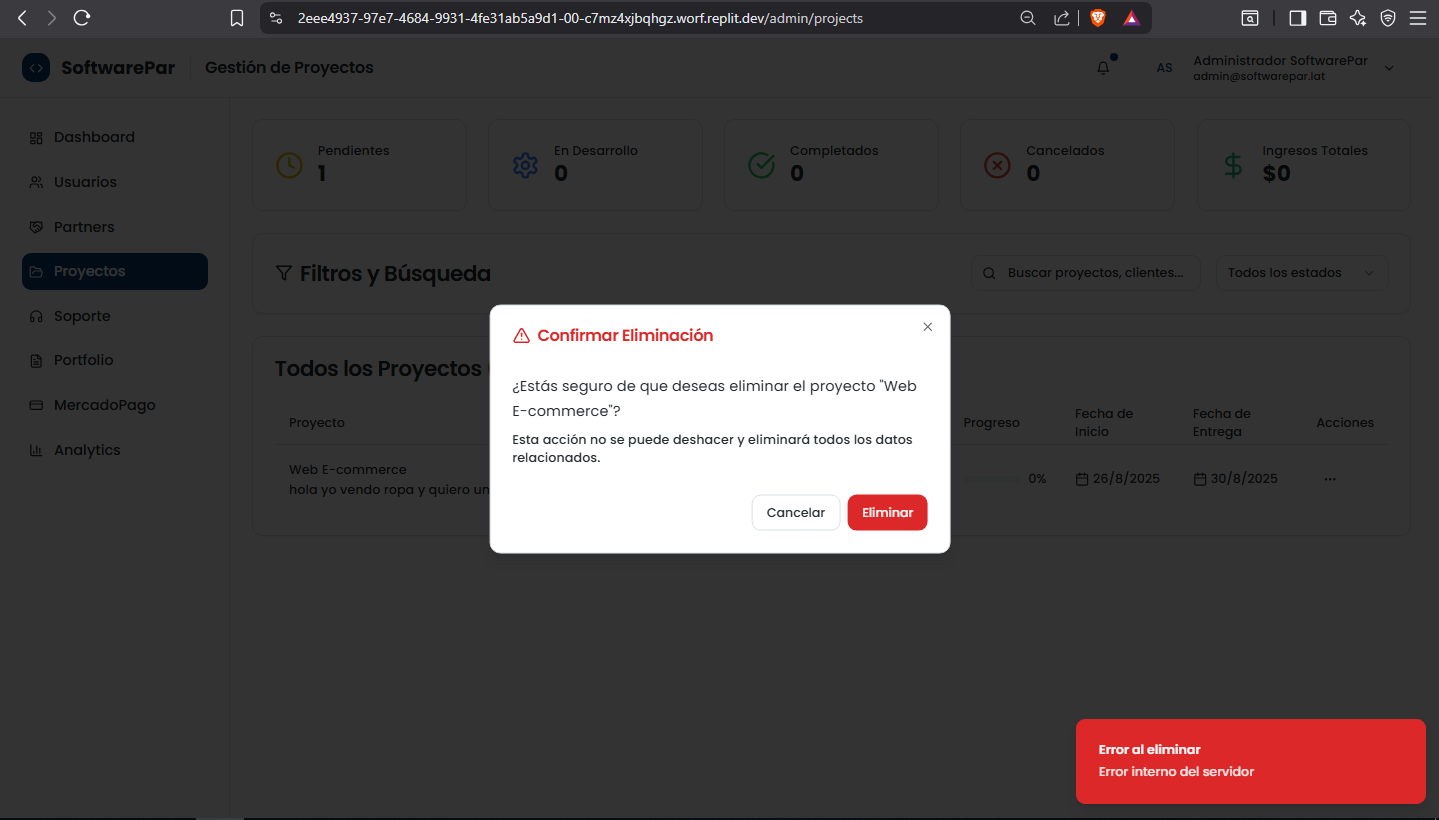 2eee4937-97e7-4684-9931-4fe31ab5a9d1-00-c7mz4xjbqhgz.worf.replit.dev/admin/projects
SoftwarePar
Gestión de Proyectos
AS
Administrador SoftwarePar
admin@softwarepar.lat
Dashboard
Usuarios
Partners
Proyectos
Soporte
Portfolio
MercadoPago
Analytics
Pendientes
1
En Desarrollo
0
Completados
0
Cancelados
0
Ingresos Totales
$0
Filtros y Búsqueda
Buscar proyectos, clientes...
Todos los estados
Todos los Proyectos
Proyecto
Progreso
Fecha de
Inicio
Fecha de
Entrega
Acciones
Web E-commerce
hola yo vendo ropa y quiero un
0%
26/8/2025
30/8/2025
Confirmar Eliminación
¿Estás seguro de que deseas eliminar el proyecto "Web
E-commerce"?
Esta acción no se puede deshacer y eliminará todos los datos
relacionados.
Cancelar
Eliminar
Error al eliminar
Error interno del servidor